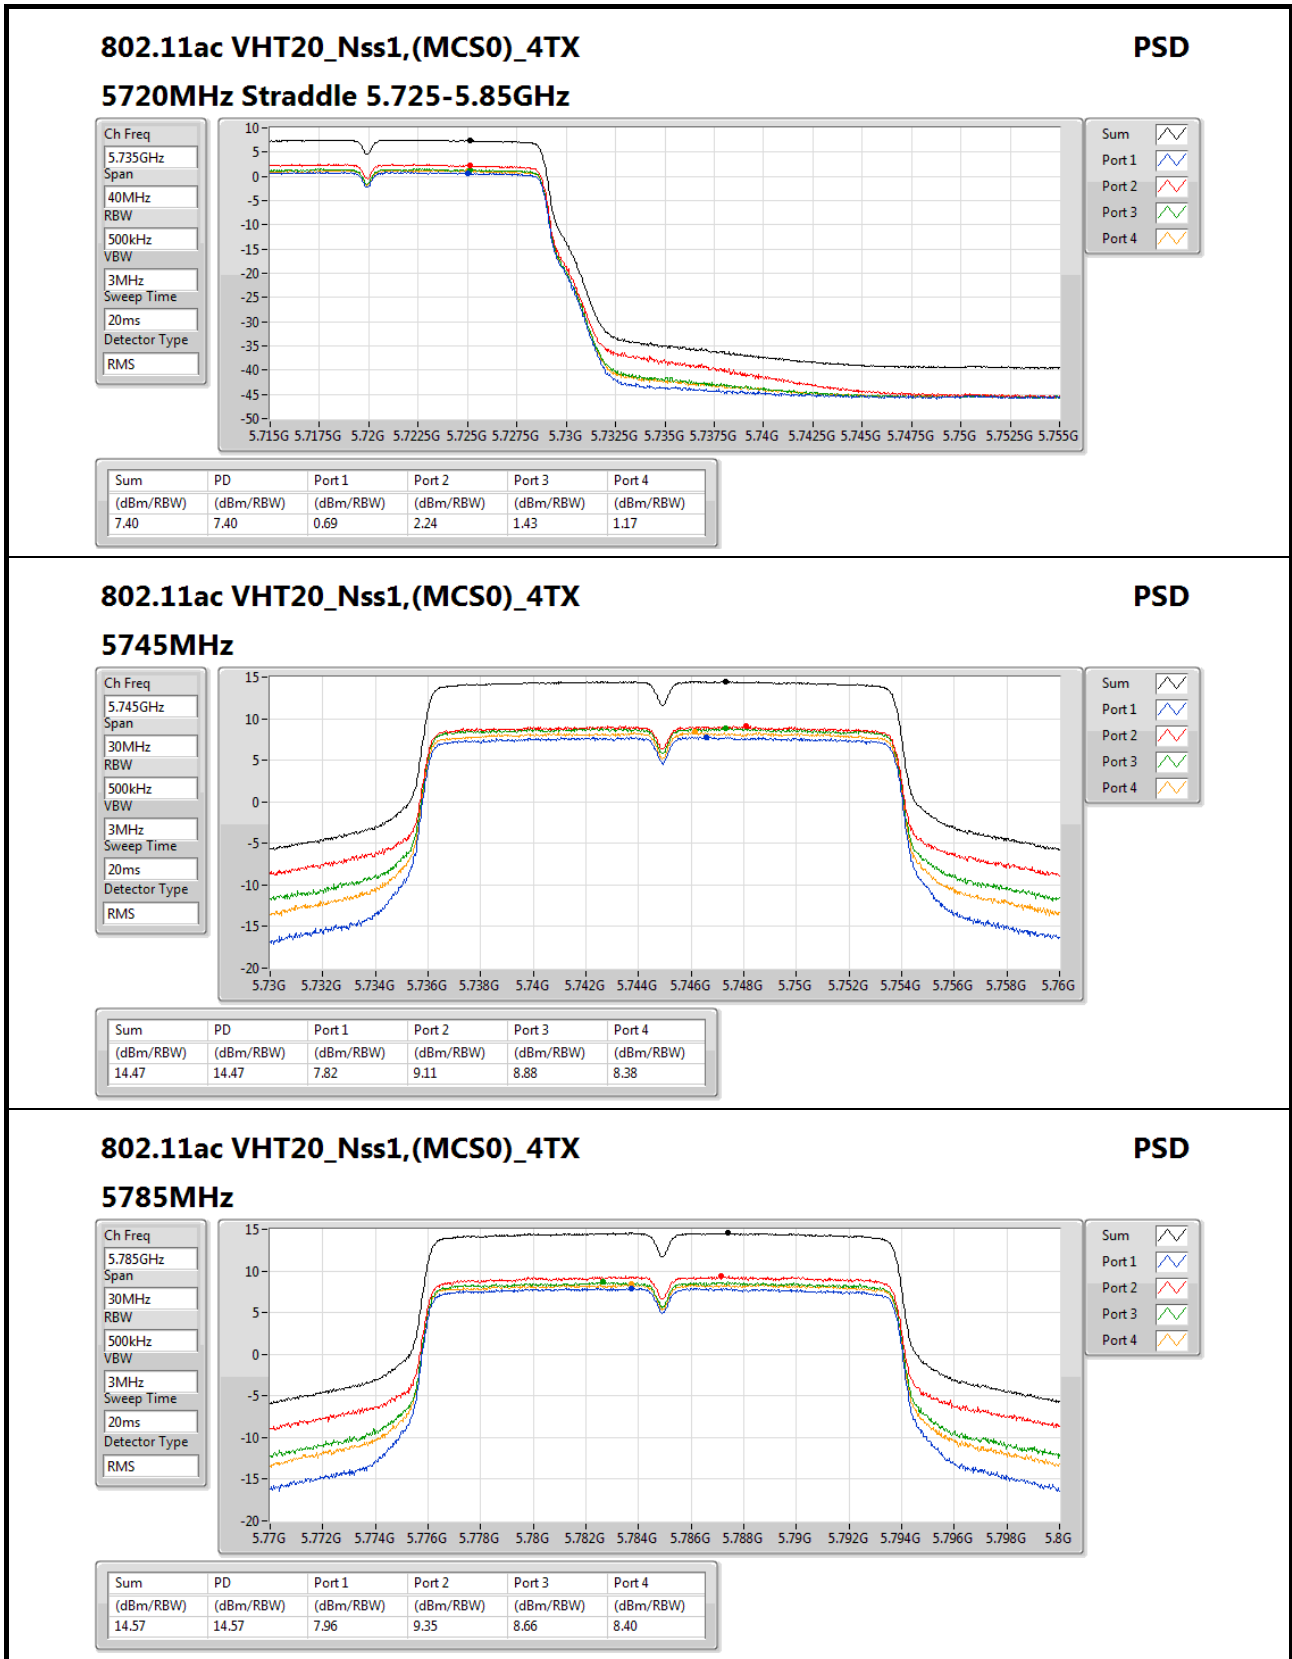 802.11ac VHT20_Nss1,(MCS0)_4TX PSD
5720MHz Straddle 5.725-5.85GHz
Ch Freq
5.735GHz
Span
40MHz
RBW
500kHz
VBW
3MHz
Sweep Time
20ms
Detector Type
RMS
10
5
0
-5
-10
-15
-20
-25
-30
-35
-40
-45
-50
5.715G 5.7175G 5.72G 5.7225G 5.725G 5.7275G 5.73G 5.7325G 5.735G 5.7375G 5.74G 5.7425G 5.745G 5.7475G 5.75G 5.7525G 5.755G
Sum
Port 1
Port 2
Port 3
Port 4
Sum PD Port 1 Port 2 Port 3 Port 4
(dBm/RBW) (dBm/RBW) (dBm/RBW) (dBm/RBW) (dBm/RBW) (dBm/RBW)
7.40 7.40 0.69 2.24 1.43 1.17
802.11ac VHT20_Nss1,(MCS0)_4TX PSD
5745MHz
Ch Freq
5.745GHz
Span
30MHz
RBW
500kHz
VBW
3MHz
Sweep Time
20ms
Detector Type
RMS
15
10
5
0
-5
-10
-15
-20
5.73G 5.732G 5.734G 5.736G 5.738G 5.74G 5.742G 5.744G 5.746G 5.748G 5.75G 5.752G 5.754G 5.756G 5.758G 5.76G
Sum
Port 1
Port 2
Port 3
Port 4
Sum PD Port 1 Port 2 Port 3 Port 4
(dBm/RBW) (dBm/RBW) (dBm/RBW) (dBm/RBW) (dBm/RBW) (dBm/RBW)
14.47 14.47 7.82 9.11 8.88 8.38
802.11ac VHT20_Nss1,(MCS0)_4TX PSD
5785MHz
Ch Freq
5.785GHz
Span
30MHz
RBW
500kHz
VBW
3MHz
Sweep Time
20ms
Detector Type
RMS
15
10
5
0
-5
-10
-15
-20
5.77G 5.772G 5.774G 5.776G 5.778G 5.78G 5.782G 5.784G 5.786G 5.788G 5.79G 5.792G 5.794G 5.796G 5.798G 5.8G
Sum
Port 1
Port 2
Port 3
Port 4
Sum PD Port 1 Port 2 Port 3 Port 4
(dBm/RBW) (dBm/RBW) (dBm/RBW) (dBm/RBW) (dBm/RBW) (dBm/RBW)
14.57 14.57 7.96 9.35 8.66 8.40